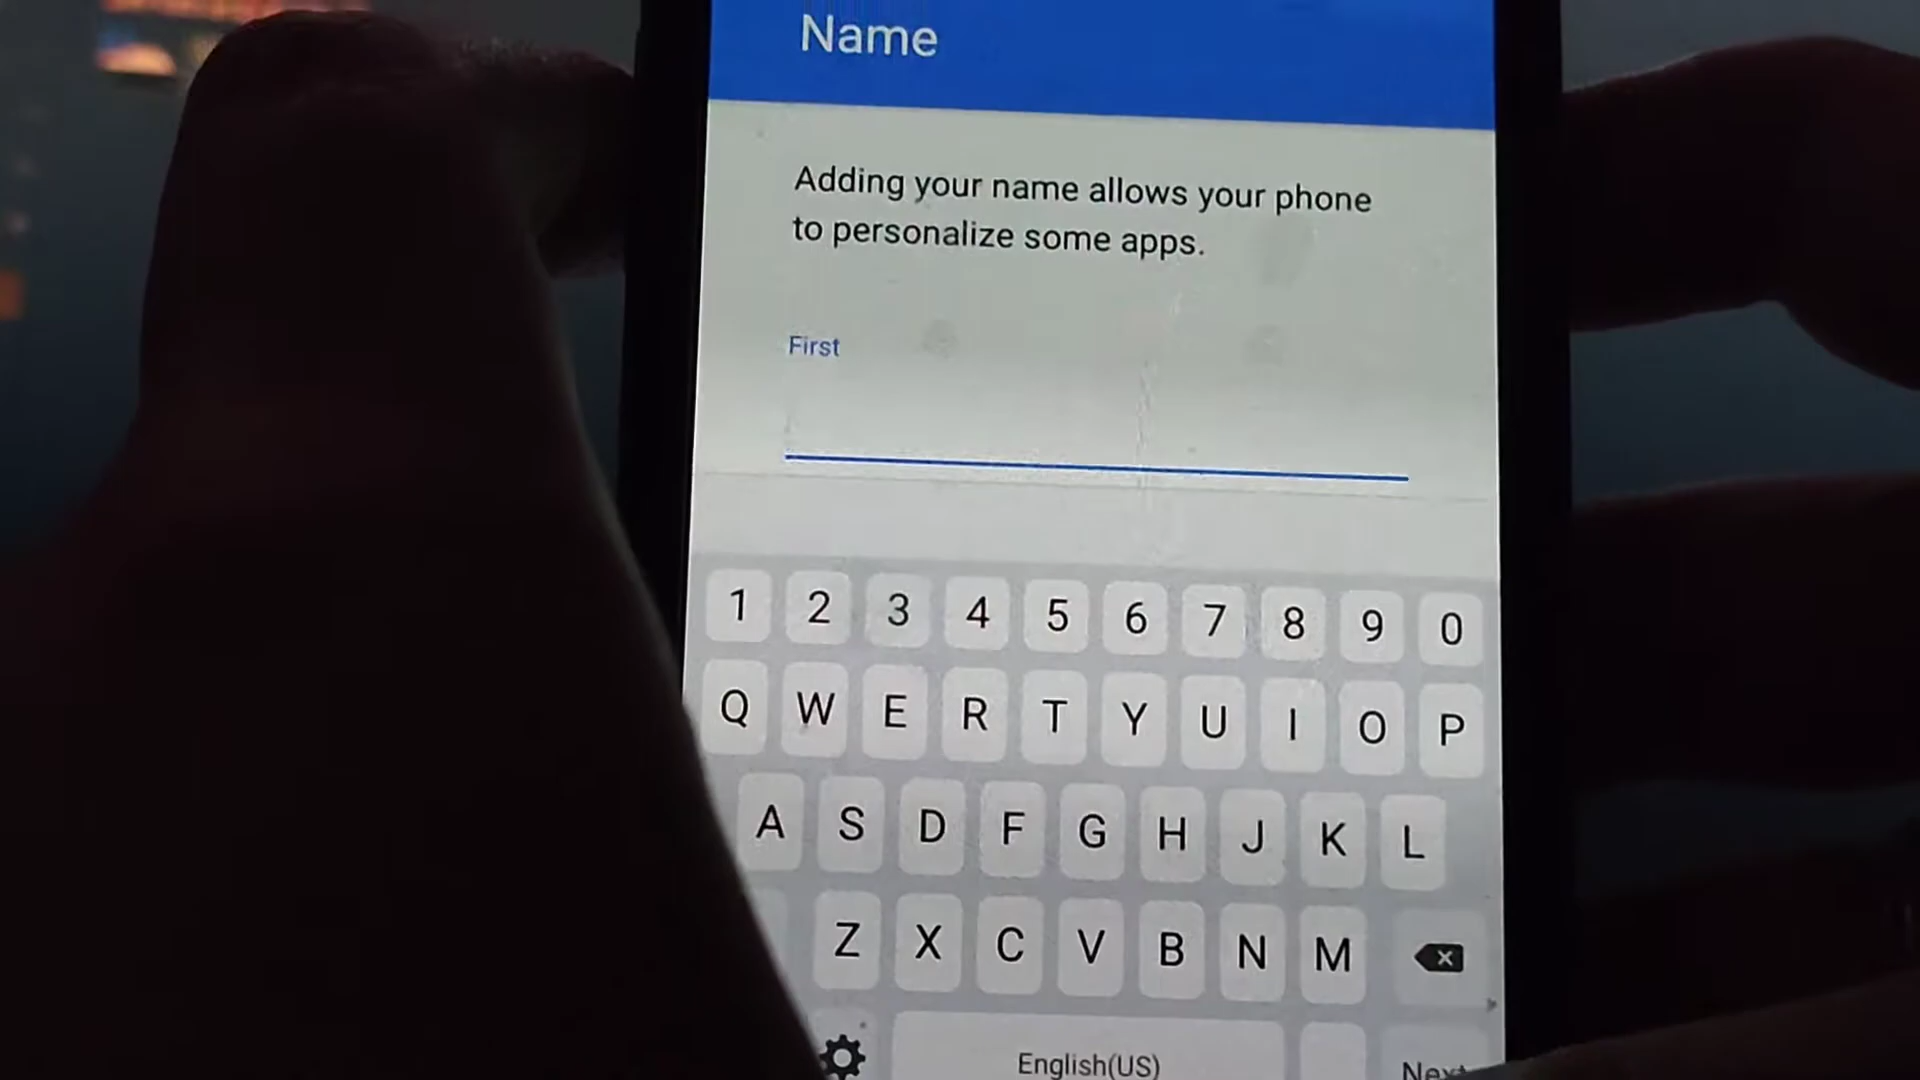 Name
Adding your name allows your phone
to personalize some apps.
First
1 2 3 4 5 6 7 8 9 0
Q W E R T Y U I O P
A S D F G H J K L
Z X C V B N M
English(US) Next